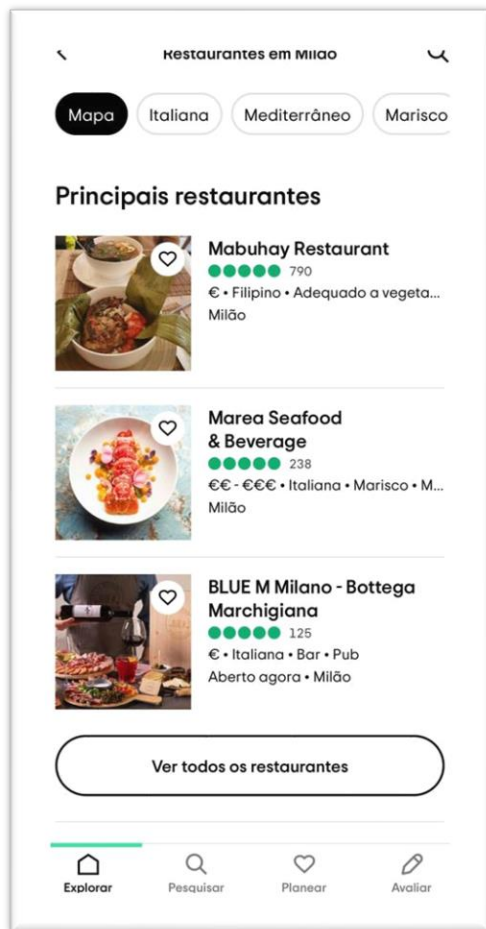 Restaurantes em Milão
Mapa
Italiana
Mediterrâneo
Marisco
Principais restaurantes
Mabuhay Restaurant
790
€ • Filipino • Adequado a vegeta...
Milão
Marea Seafood
& Beverage
238
€€ - €€€ • Italiana • Marisco • M...
Milão
BLUE M Milano - Bottega
Marchigiana
125
€ • Italiana • Bar • Pub
Aberto agora • Milão
Ver todos os restaurantes
Explorar
Pesquisar
Planear
Avaliar